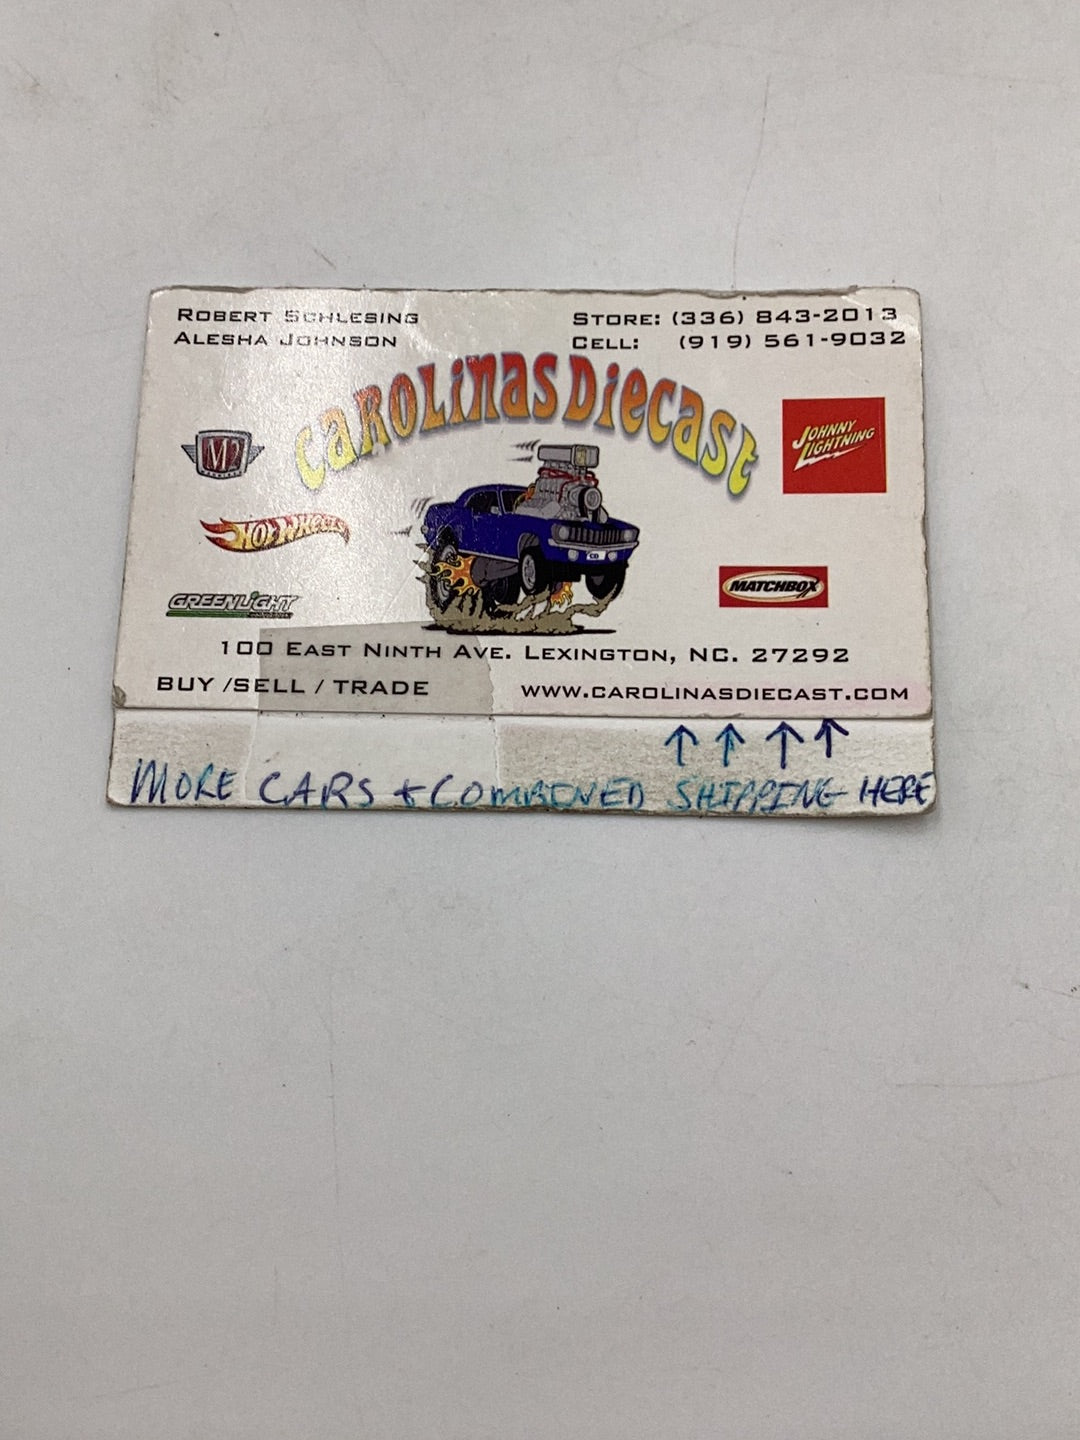 ROBERT SCHLESING
ALESHA JOHNSON
STORE: (336) 843-2013
CELL: (919) 561-9032
CAROLINAS DIECAST
M2
JOHNNY
LIGHTNING
HOT WHEELS
GREENLIGHT
MATCHBOX
CD
100 EAST NINTH AVE. LEXINGTON, NC. 27292
BUY /SELL / TRADE
WWW.CAROLINASDIECAST.COM
↑ ↑ ↑ ↑
MORE CARS + COMBINED SHIPPING HERE